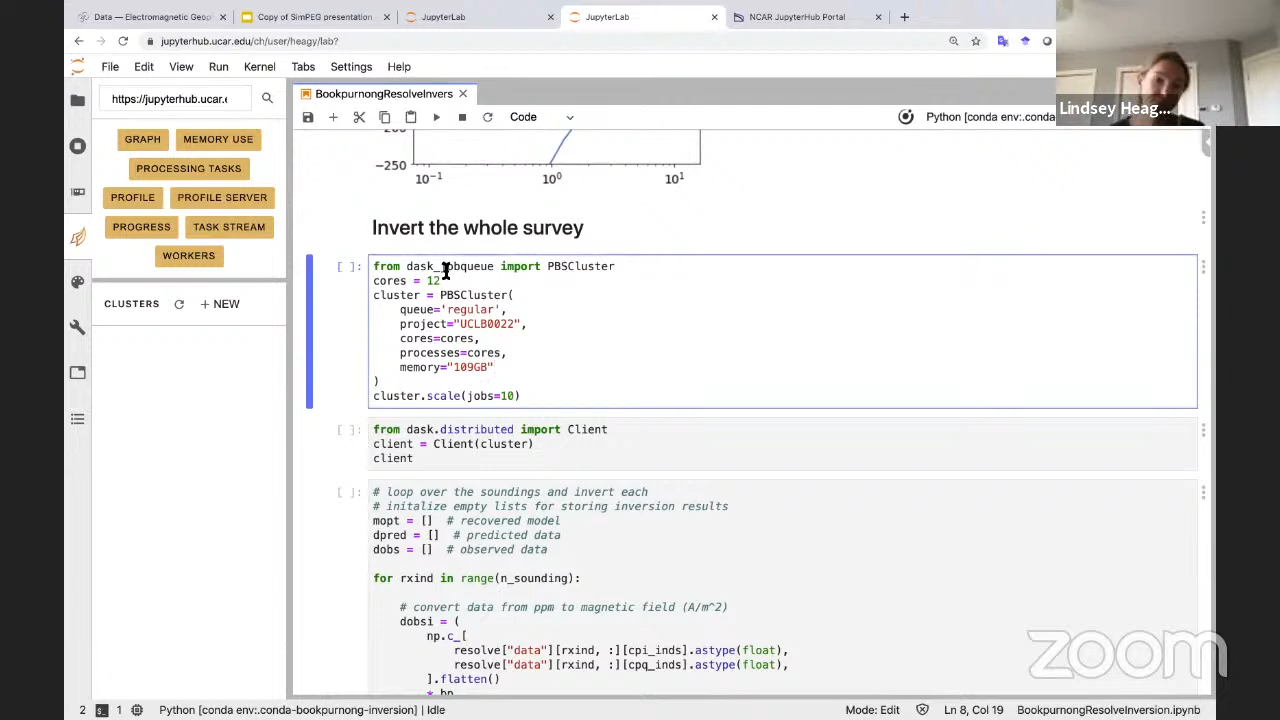 Data — Electromagnetic Geop
Copy of SimPEG presentation
JupyterLab
JupyterLab
NCAR JupyterHub Portal
jupyterhub.ucar.edu/ch/user/heagy/lab?
File Edit View Run Kernel Tabs Settings Help
Lindsey Heag...
https://jupyterhub.ucar.e
BookpurnongResolveInvers
Code
Python [conda env:.conda
GRAPH
MEMORY USE
PROCESSING TASKS
PROFILE
PROFILE SERVER
PROGRESS
TASK STREAM
WORKERS
CLUSTERS
+ NEW
−250
10⁻¹ 10⁰ 10¹
Invert the whole survey
[ ]:
from dask_jobqueue import PBSCluster
cores = 12
cluster = PBSCluster(
queue='regular',
project="UCLB0022",
cores=cores,
processes=cores,
memory="109GB"
)
cluster.scale(jobs=10)
[ ]:
from dask.distributed import Client
client = Client(cluster)
client
[ ]:
# loop over the soundings and invert each
# initalize empty lists for storing inversion results
mopt = [] # recovered model
dpred = [] # predicted data
dobs = [] # observed data
for rxind in range(n_sounding):
# convert data from ppm to magnetic field (A/m^2)
dobsi = (
np.c_[
resolve["data"][rxind, :][cpi_inds].astype(float),
resolve["data"][rxind, :][cpq_inds].astype(float),
].flatten()
* bp
zoom
2
1
Python [conda env:.conda-bookpurnong-inversion] | Idle
Mode: Edit
Ln 8, Col 19
BookpurnongResolveInversion.ipynb